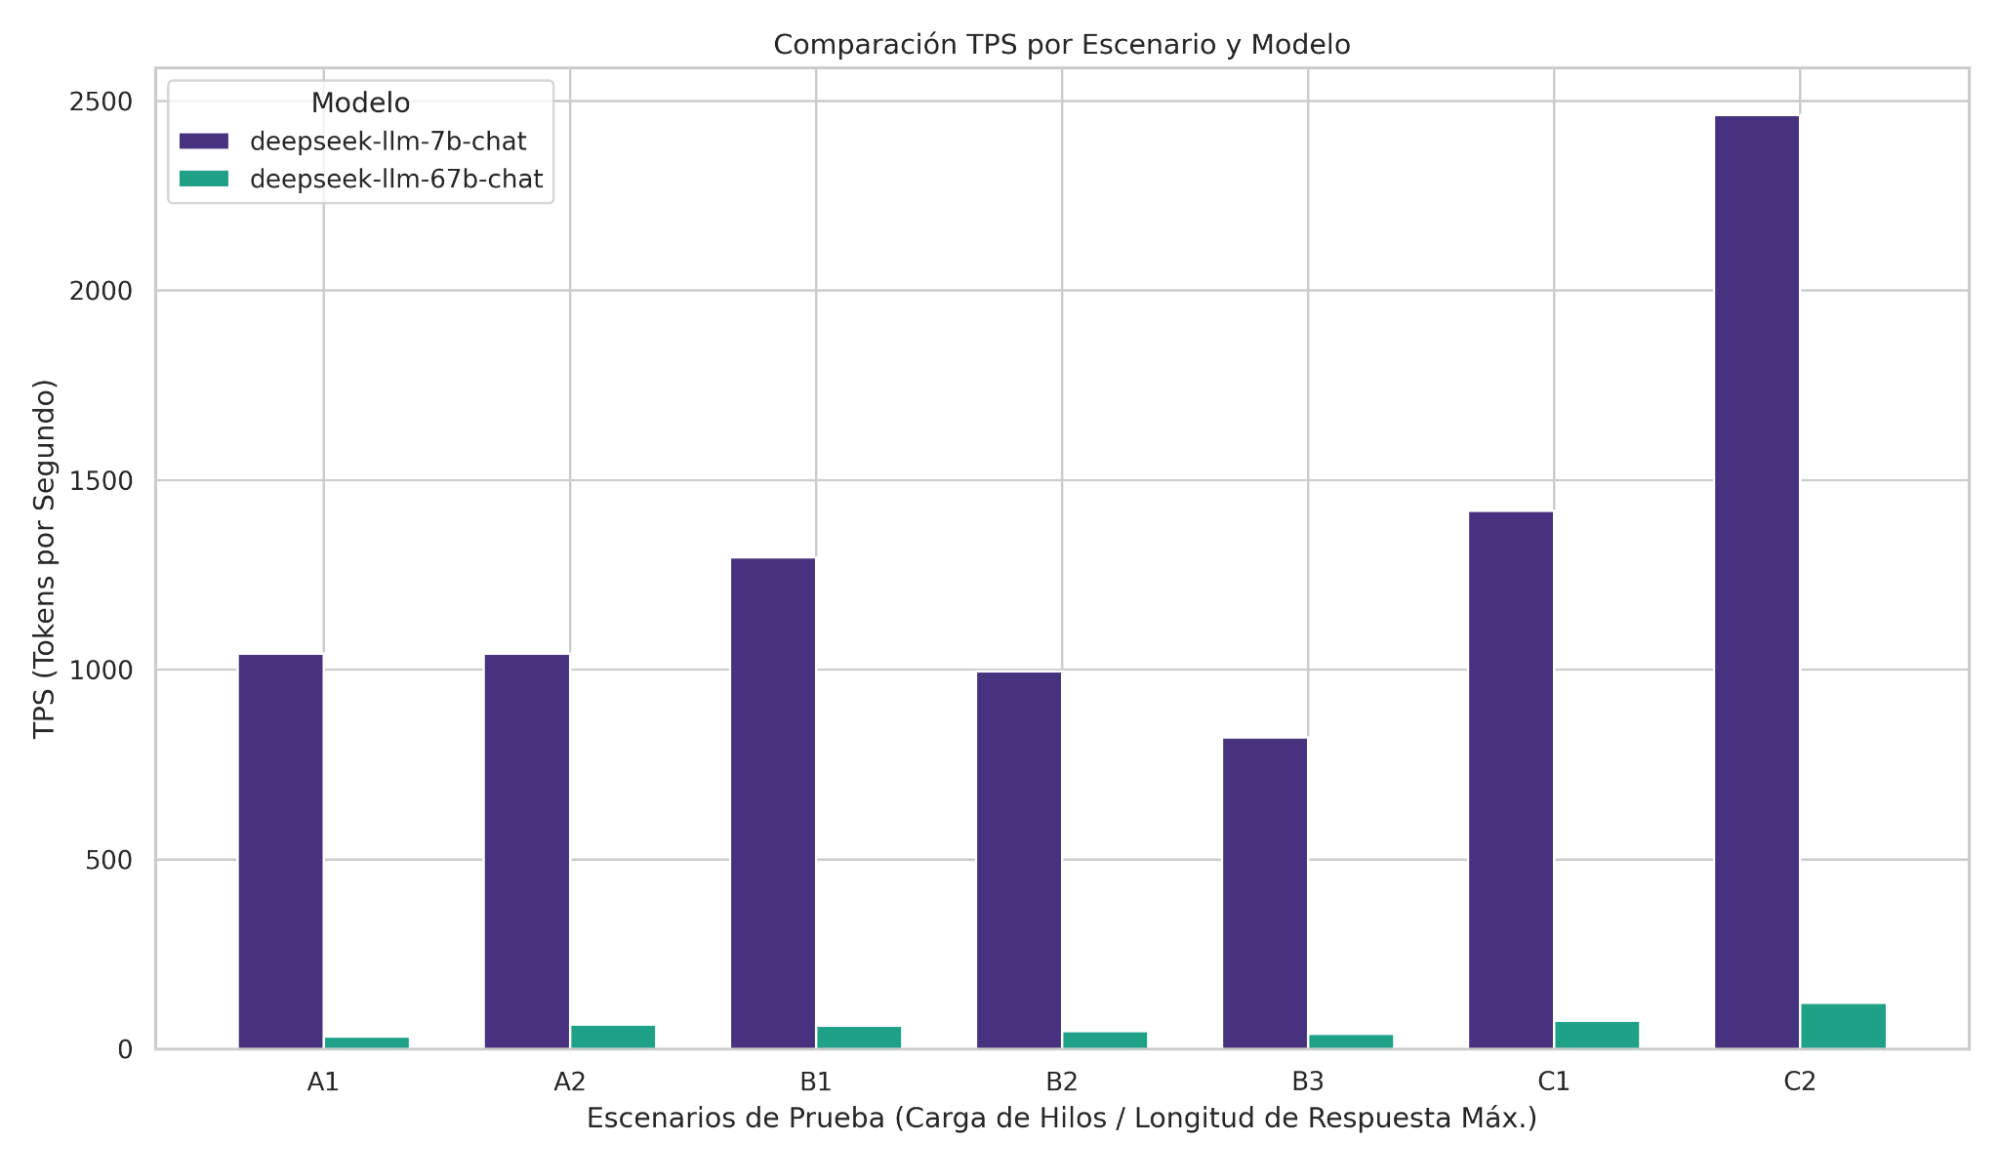 Comparación TPS por Escenario y Modelo
Modelo
deepseek-llm-7b-chat
deepseek-llm-67b-chat
TPS (Tokens por Segundo)
2500
2000
1500
1000
500
0
A1 A2 B1 B2 B3 C1 C2
Escenarios de Prueba (Carga de Hilos / Longitud de Respuesta Máx.)